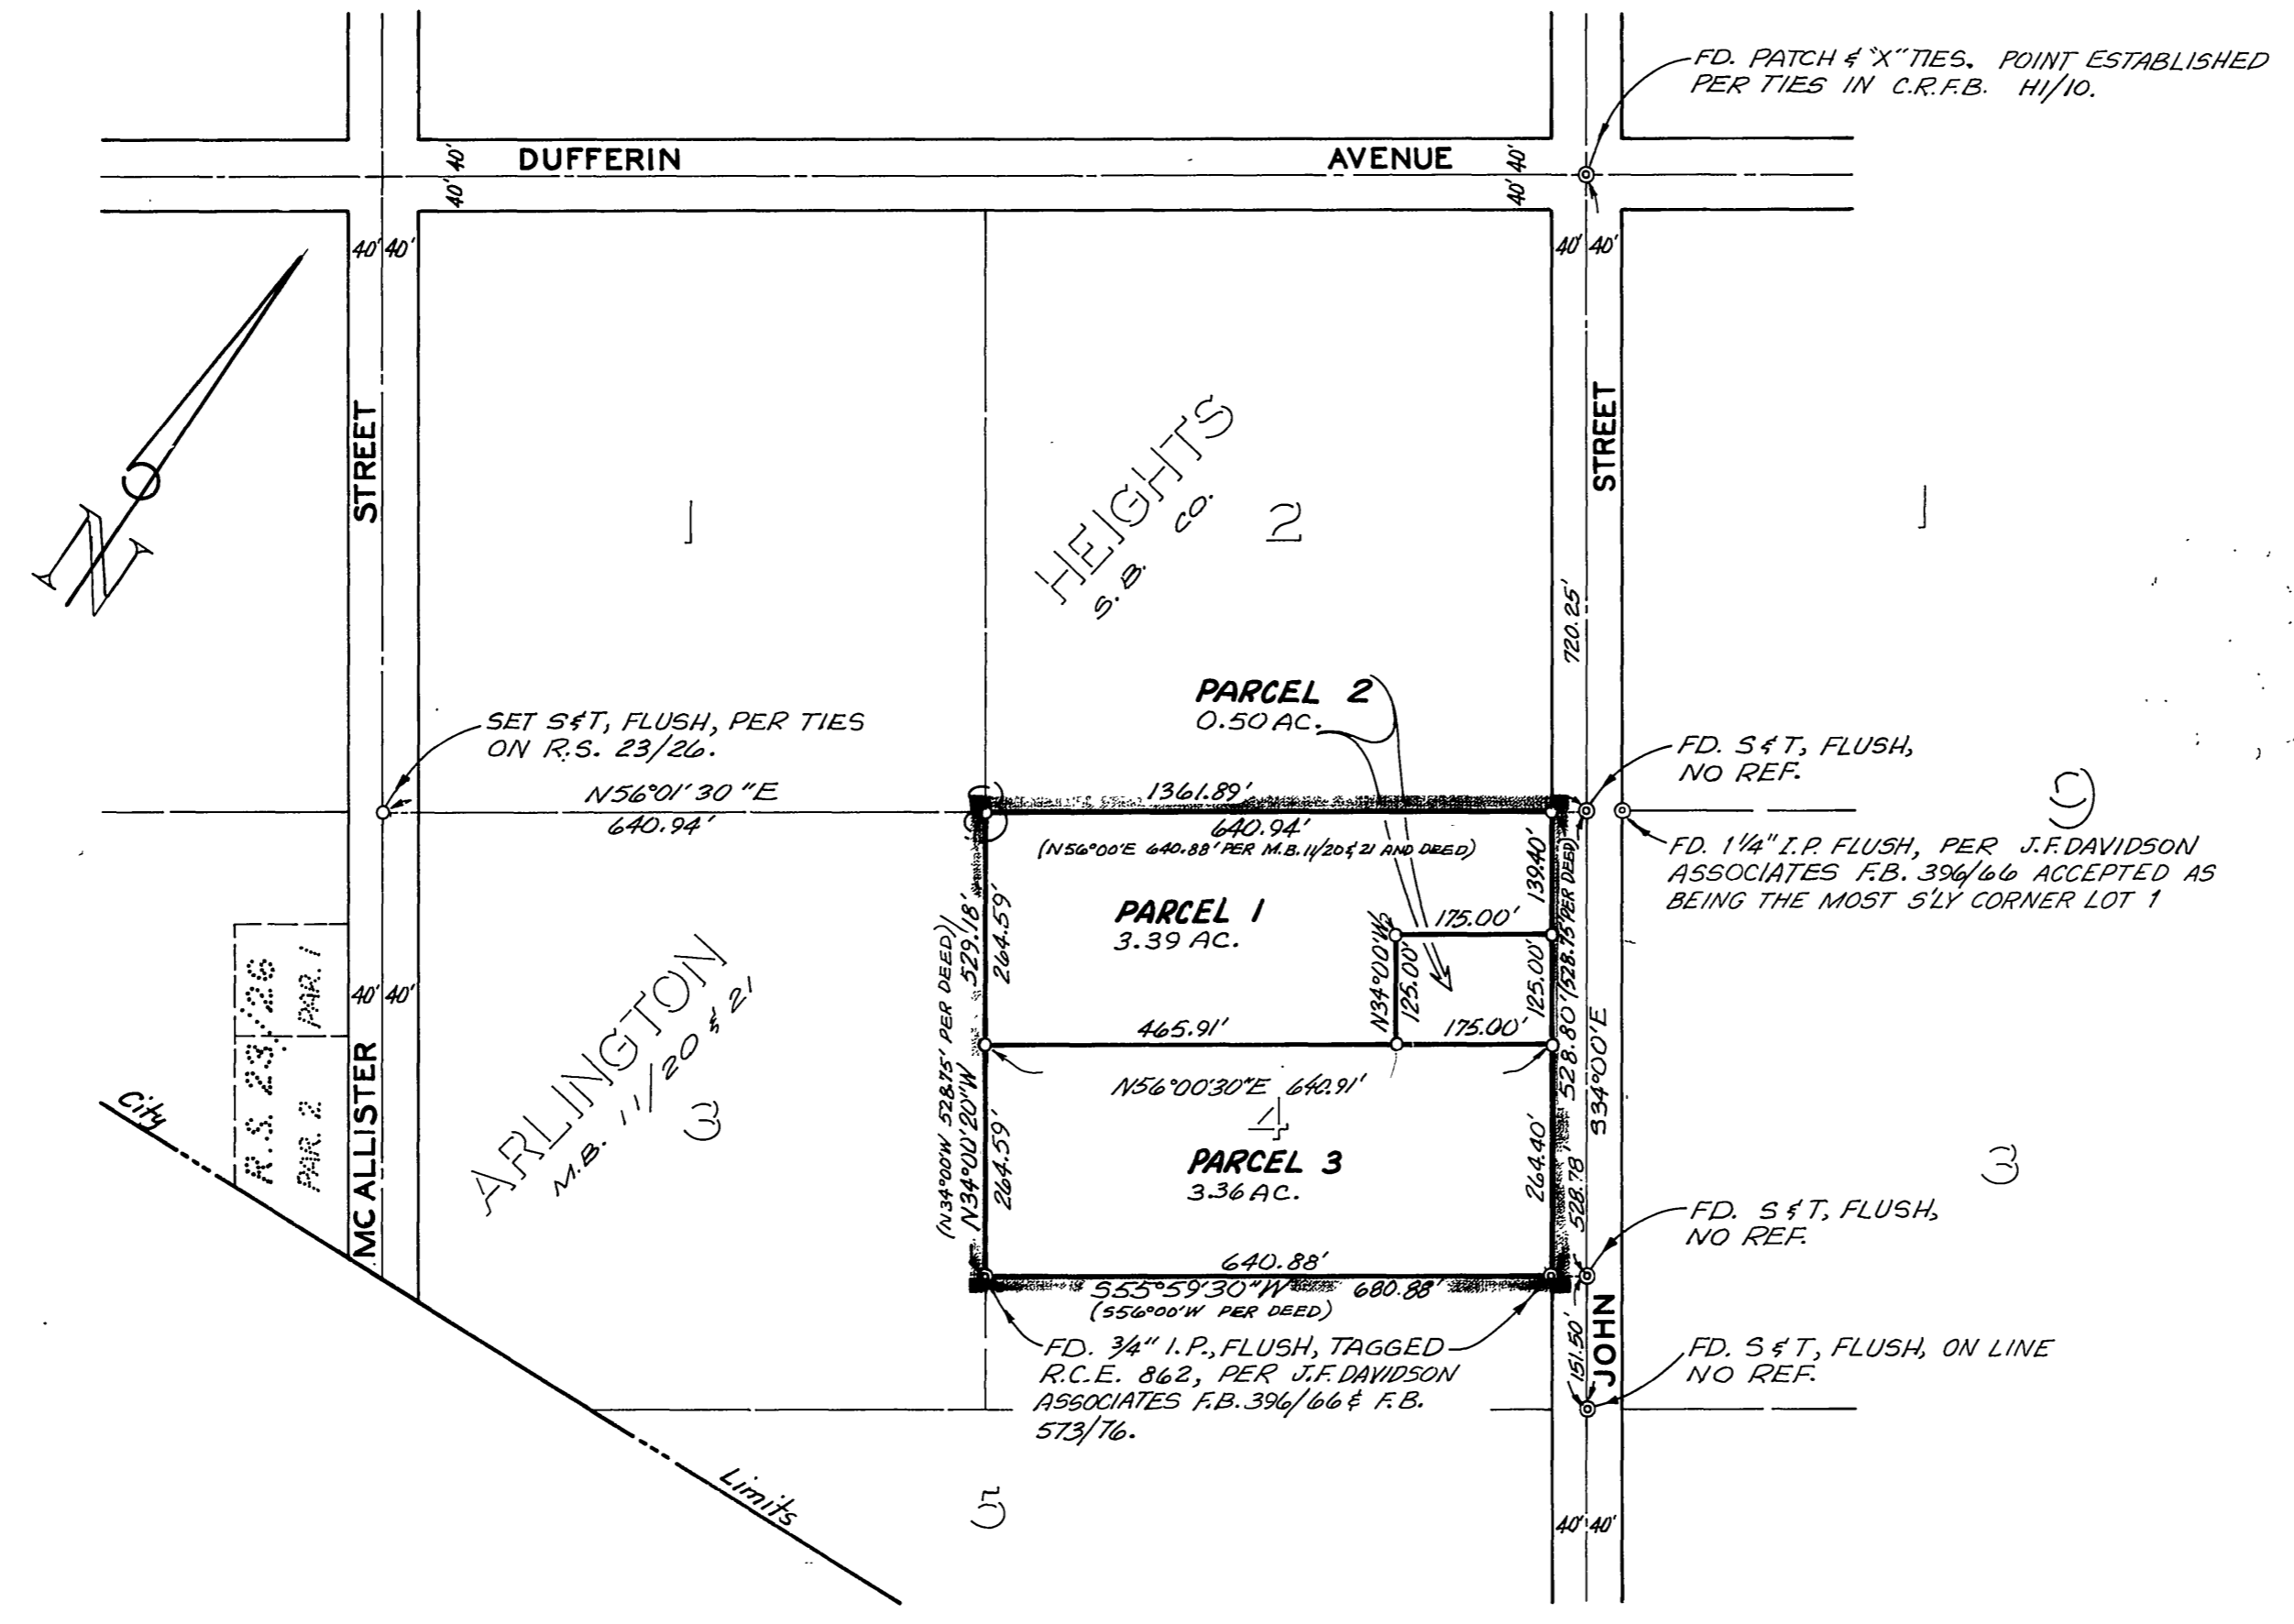 FD. PATCH & "X" TIES. POINT ESTABLISHED
PER TIES IN C.R.F.B. H1/10.
DUFFERIN AVENUE
40' 40'
40' 40'
40' 40'
40' 40'
N
STREET
STREET
HEIGHTS
S. B. CO.
1
2
1
720.25'
PARCEL 2
0.50 AC.
SET S&T, FLUSH, PER TIES
ON R.S. 23/26.
FD. S & T, FLUSH,
NO REF.
N56°01'30"E
640.94'
1361.89'
640.94'
(N56°00'E 640.88' PER M.B. 11/20 & 21 AND DEED)
FD. 1 1/4" I.P. FLUSH, PER J.F. DAVIDSON
ASSOCIATES F.B. 396/66 ACCEPTED AS
BEING THE MOST S'LY CORNER LOT 1
139.40'
PARCEL 1
3.39 AC.
175.00'
N34°00'W
125.00'
125.00'
465.91'
175.00'
529.18'
264.59'
(N34°00'W 528.75' PER DEED)
N34°00'20"W
264.59'
528.80' (528.75' PER DEED)
S34°00'E
528.78'
R.S. 23/26
PAR. 1
PAR. 2
40' 40'
MC ALLISTER
ARLINGTON
M.B. 11/20 & 21
3
N56°00'30"E 640.91'
4
PARCEL 3
3.36 AC.
264.40'
3
City
Limits
FD. S & T, FLUSH,
NO REF.
640.88'
S55°59'30"W 680.88'
(S56°00'W PER DEED)
FD. 3/4" I.P., FLUSH, TAGGED
R.C.E. 862, PER J.F. DAVIDSON
ASSOCIATES F.B. 396/66 & F.B.
573/76.
151.50'
JOHN
FD. S & T, FLUSH, ON LINE
NO REF.
5
40' 40'